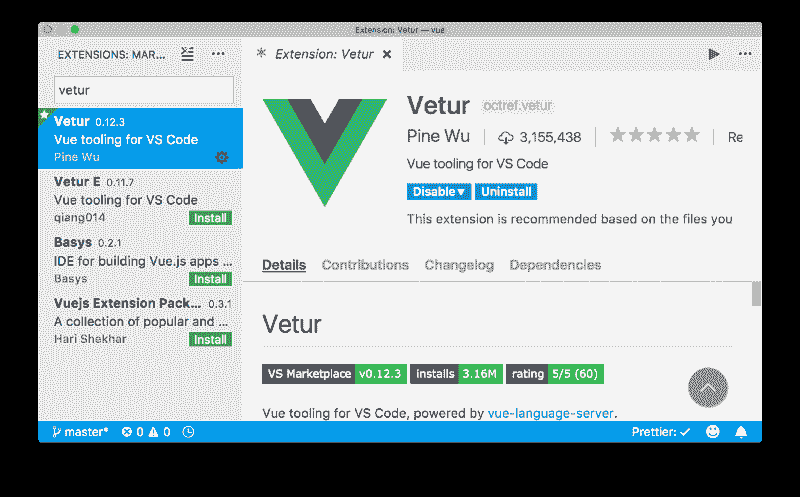 Extension: Vetur — vue
EXTENSIONS: MAR...
vetur
Vetur 0.12.3
Vue tooling for VS Code
Pine Wu
Vetur E 0.11.7
Vue tooling for VS Code
qiang014
Install
Basys 0.2.1
IDE for building Vue.js apps ...
Basys
Install
Vuejs Extension Pack... 0.3.1
A collection of popular and ...
Hari Shekhar
Install
Extension: Vetur
Vetur octref.vetur
Pine Wu 3,155,438 Re
Vue tooling for VS Code
Disable Uninstall
This extension is recommended based on the files you
Details Contributions Changelog Dependencies
Vetur
VS Marketplace v0.12.3 installs 3.16M rating 5/5 (60)
Vue tooling for VS Code, powered by vue-language-server.
master* 0 0 Prettier: ✓